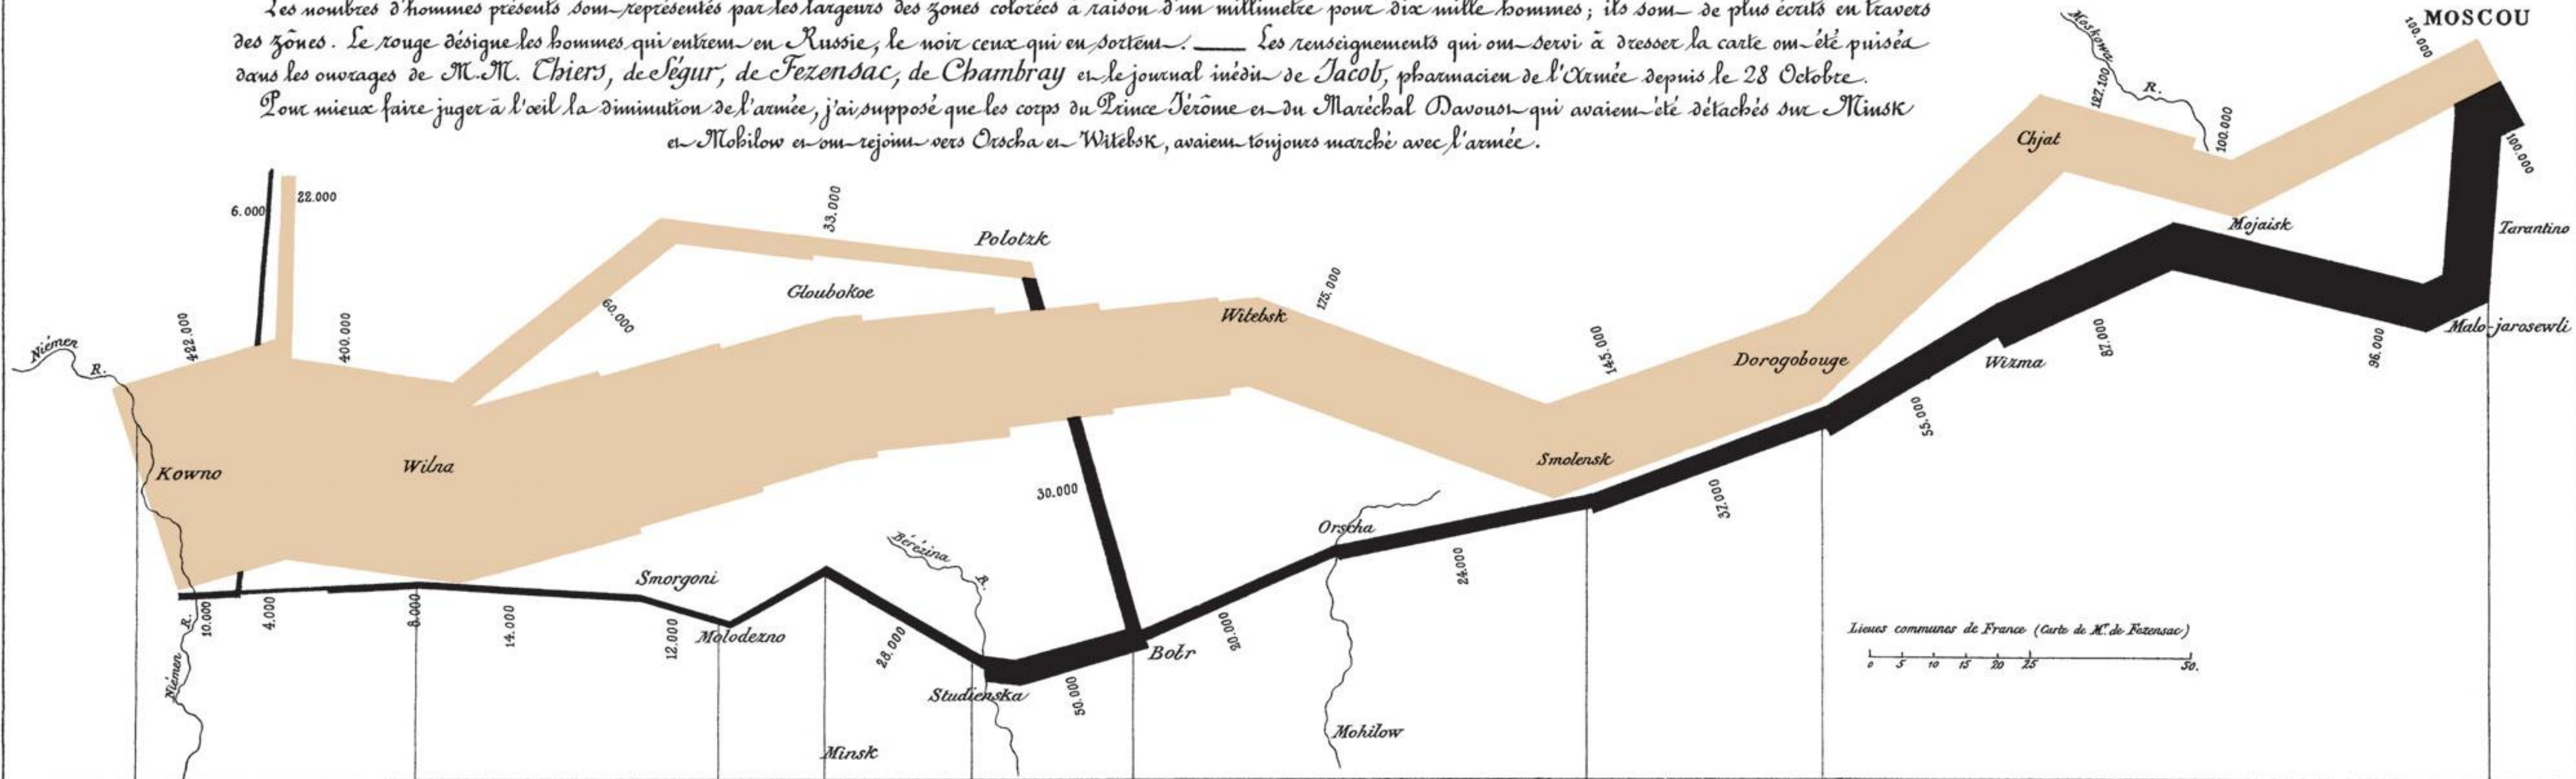 Les nombres d'hommes présents sont représentés par les largeurs des zones colorées à raison d'un millimètre pour dix mille hommes; ils sont de plus écrits en travers
des zônes. Le rouge désigne les hommes qui entrent en Russie, le noir ceux qui en sortent. ___ Les renseignements qui ont servi à dresser la carte ont été puisés
dans les ouvrages de M.M. Thiers, de Ségur, de Fezensac, de Chambray et le journal inédit de Jacob, pharmacien de l'Armée depuis le 28 Octobre.
Pour mieux faire juger à l'œil la diminution de l'armée, j'ai supposé que les corps du Prince Jérôme et du Maréchal Davoust qui avaient été détachés sur Minsk
et Mohilow et ont rejoint vers Orscha et Witebsk, avaient toujours marché avec l'armée.
MOSCOU
100.000
Moskowa
R.
127.100
100.000
Chjat
100.000
Mojaisk
Tarantino
Malo-jarosewli
6.000
22.000
33.000
Polotzk
Gloubokoe
60.000
422.000
400.000
Niémen
R.
175.000
Witebsk
145.000
Dorogobouge
Wizma
87.000
96.000
55.000
Kowno
Wilna
Smolensk
30.000
37.000
Orscha
24.000
Bérézina
R.
Smorgoni
10.000
4.000
8.000
14.000
12.000
Molodezno
28.000
20.000
Botr
Studienska
50.000
R.
Niémen
Minsk
Mohilow
Lieues communes de France (Carte de Mr. de Fezensac)
0 5 10 15 20 25 50.